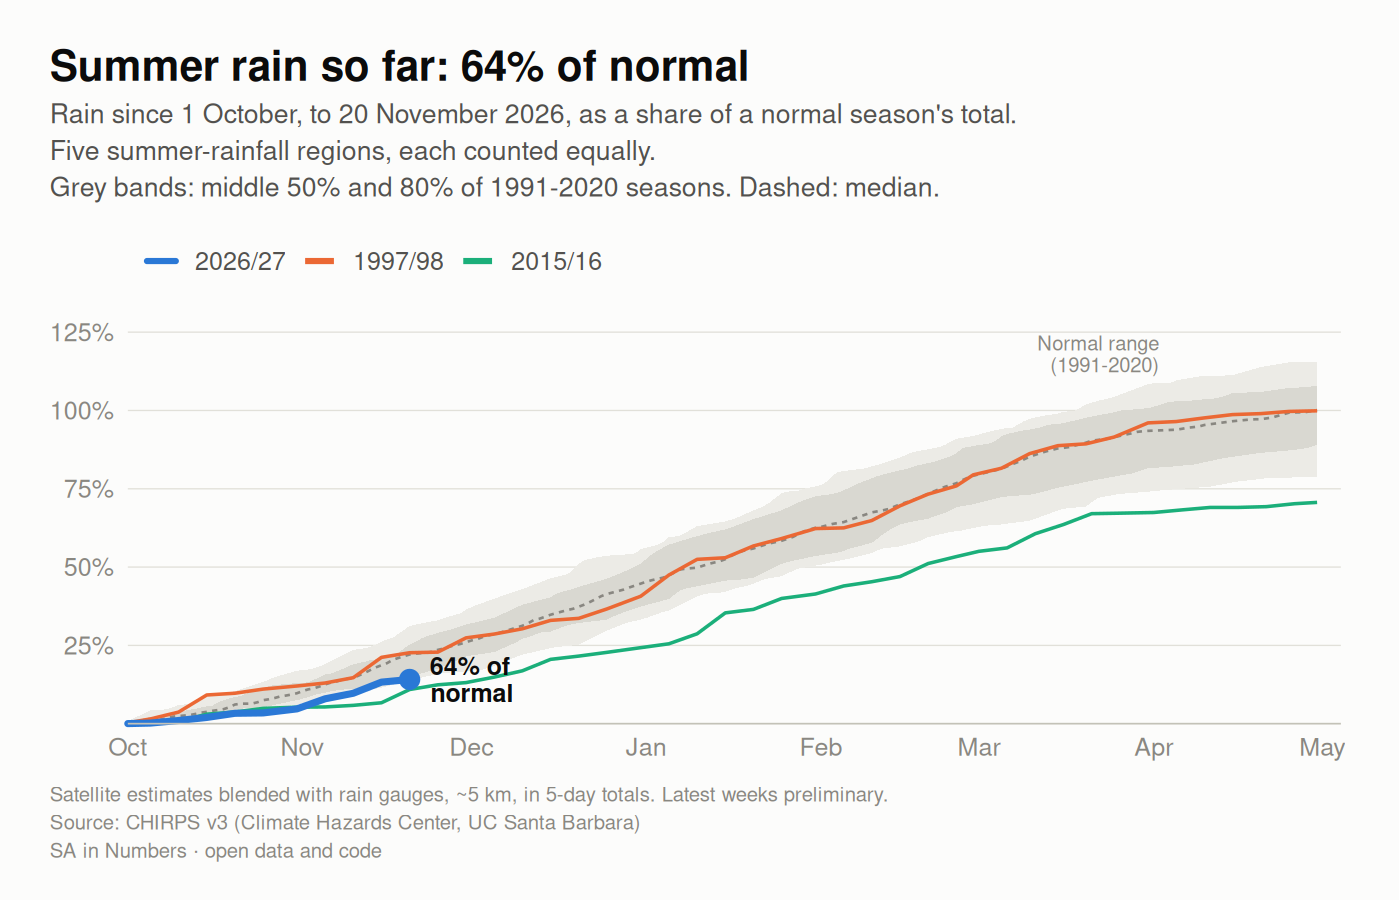 Summer rain so far: 64% of normal
Rain since 1 October, to 20 November 2026, as a share of a normal season's total.
Five summer-rainfall regions, each counted equally.
Grey bands: middle 50% and 80% of 1991-2020 seasons. Dashed: median.
2026/27 1997/98 2015/16
125%
Normal range
(1991-2020)
100%
75%
50%
25%
64% of
normal
Oct Nov Dec Jan Feb Mar Apr May
Satellite estimates blended with rain gauges, ~5 km, in 5-day totals. Latest weeks preliminary.
Source: CHIRPS v3 (Climate Hazards Center, UC Santa Barbara)
SA in Numbers · open data and code